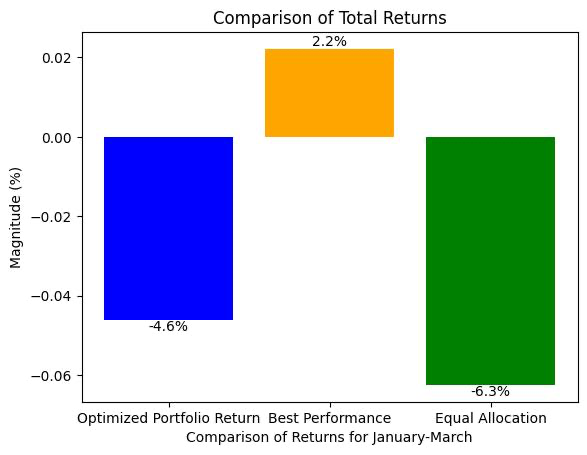 Comparison of Total Returns
2.2%
0.02
0.00
Magnitude (%)
−0.02
−0.04
-4.6%
−0.06
-6.3%
Optimized Portfolio Return Best Performance Equal Allocation
Comparison of Returns for January-March